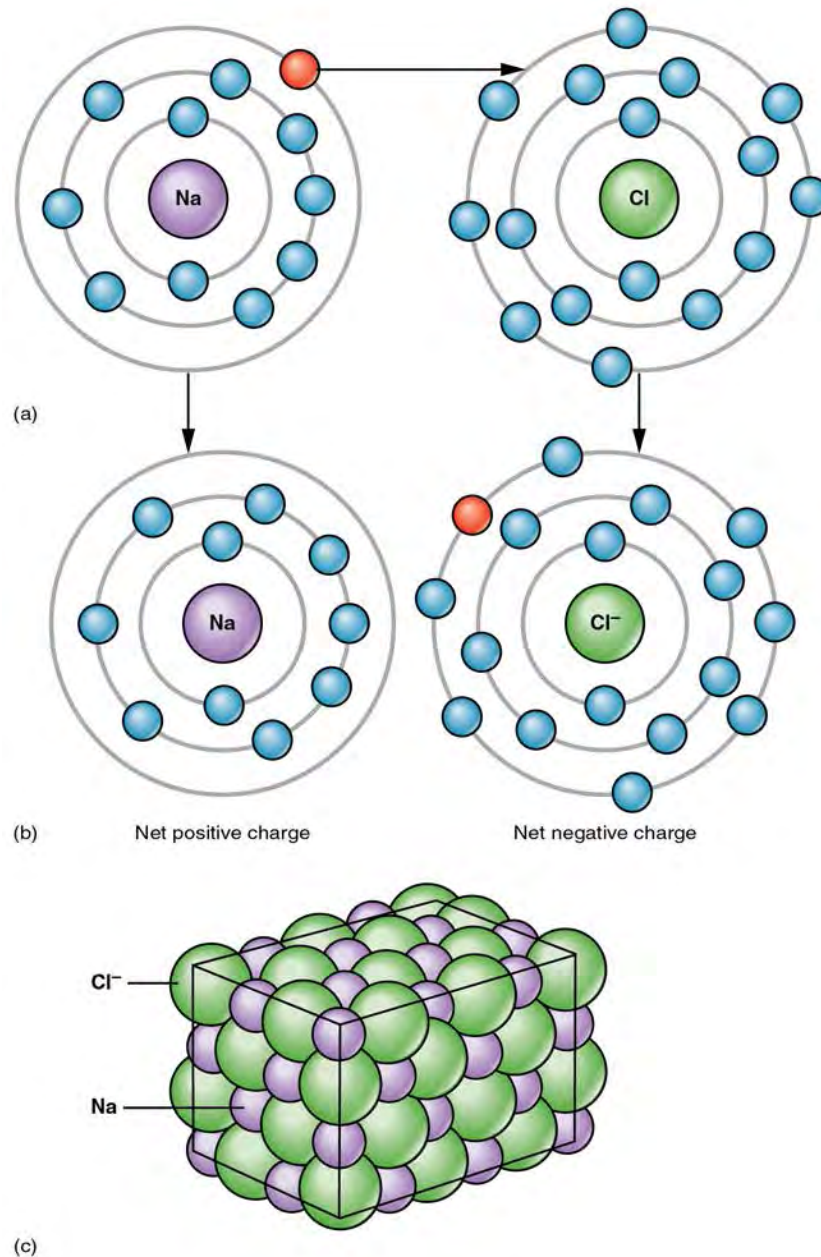 Na
Cl
(a)
Na
Cl⁻
(b)
Net positive charge
Net negative charge
Cl⁻
Na
(c)